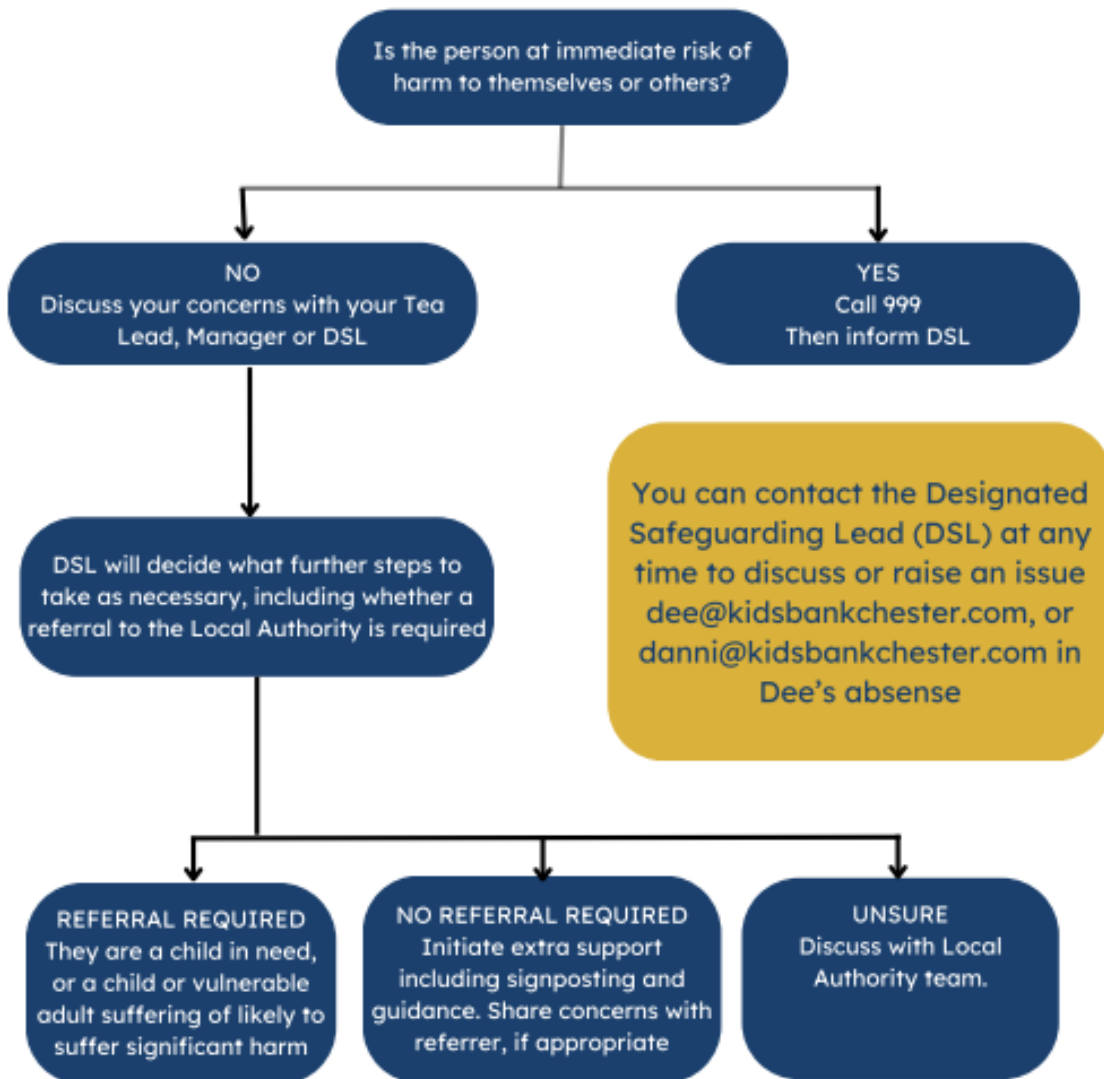 Is the person at immediate risk of
harm to themselves or others?
NO
Discuss your concerns with your Tea
Lead, Manager or DSL
YES
Call 999
Then inform DSL
You can contact the Designated
Safeguarding Lead (DSL) at any
time to discuss or raise an issue
dee@kidsbankchester.com, or
danni@kidsbankchester.com in
Dee's absense
DSL will decide what further steps to
take as necessary, including whether a
referral to the Local Authority is required
REFERRAL REQUIRED
They are a child in need,
or a child or vulnerable
adult suffering of likely to
suffer significant harm
NO REFERRAL REQUIRED
Initiate extra support
including signposting and
guidance. Share concerns with
referrer, if appropriate
UNSURE
Discuss with Local
Authority team.